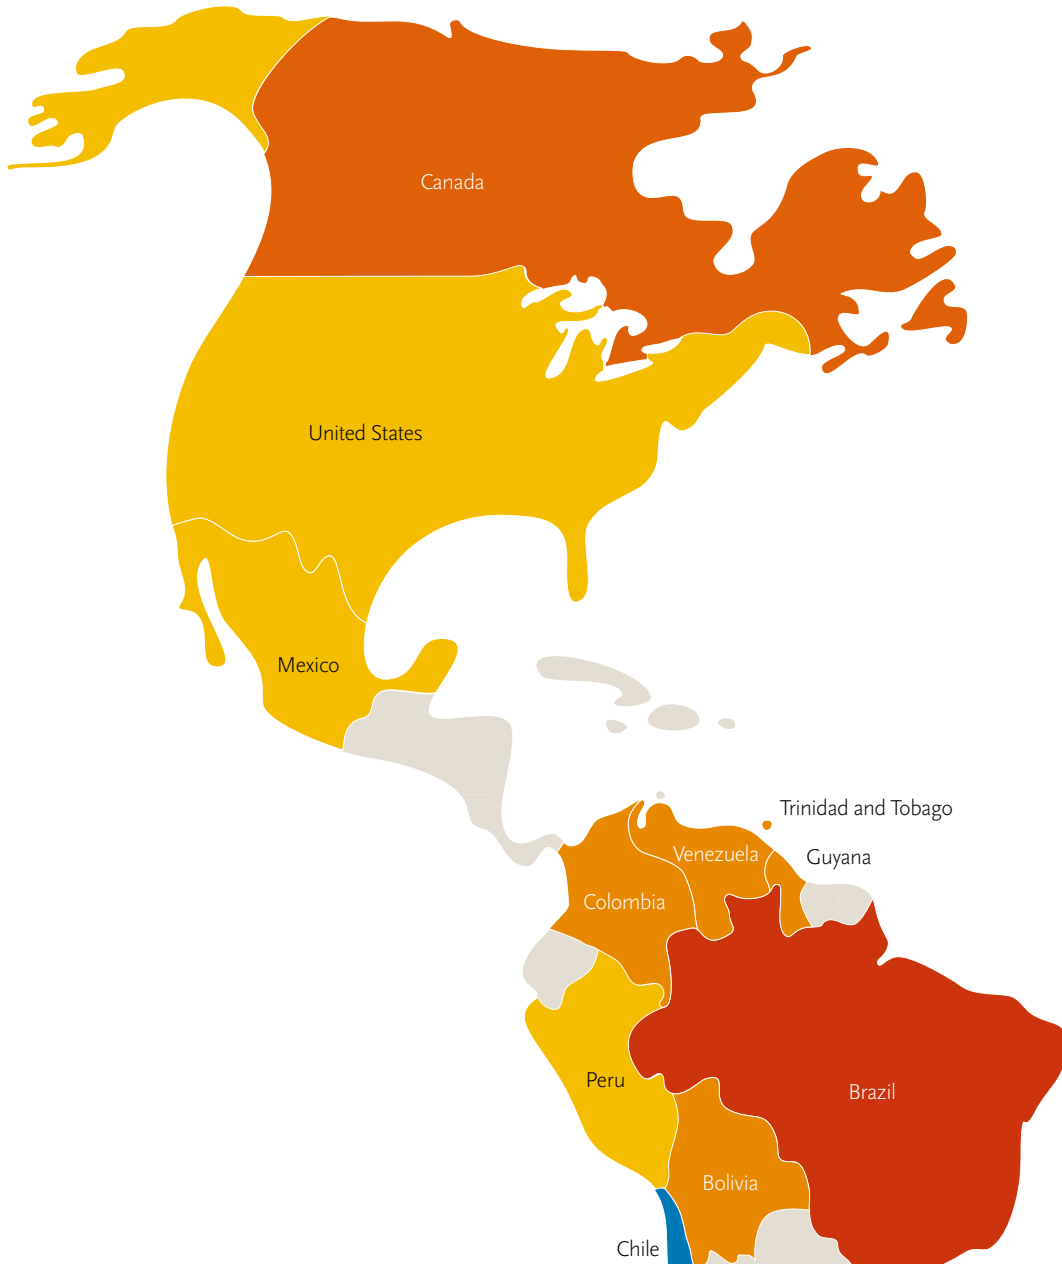 Canada
United States
Mexico
Trinidad and Tobago
Venezuela
Guyana
Colombia
Peru
Brazil
Bolivia
Chile